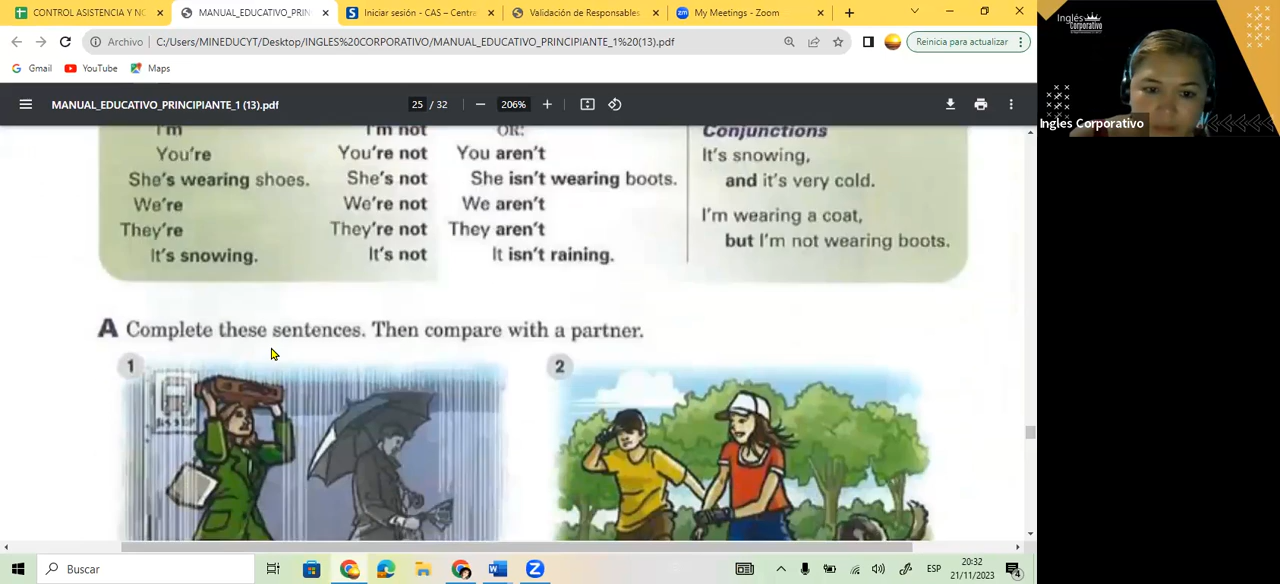 CONTROL ASISTENCIA Y NO
MANUAL_EDUCATIVO_PRIN
Iniciar sesión - CAS – Centra
Validación de Responsables
My Meetings - Zoom
Archivo
C:/Users/MINEDUCYT/Desktop/INGLES%20CORPORATIVO/MANUAL_EDUCATIVO_PRINCIPIANTE_1%20(13).pdf
Reinicia para actualizar
Gmail
YouTube
Maps
MANUAL_EDUCATIVO_PRINCIPIANTE_1 (13).pdf
25 / 32
206%
I'm
I'm not
OR:
Conjunctions
You're
You're not
You aren't
It's snowing,
She's wearing shoes.
She's not
She isn't wearing boots.
and it's very cold.
We're
We're not
We aren't
I'm wearing a coat,
They're
They're not
They aren't
but I'm not wearing boots.
It's snowing.
It's not
It isn't raining.
A Complete these sentences. Then compare with a partner.
1
2
Inglés
Corporativo
Ingles Corporativo
Buscar
ESP
20:32
21/11/2023
4